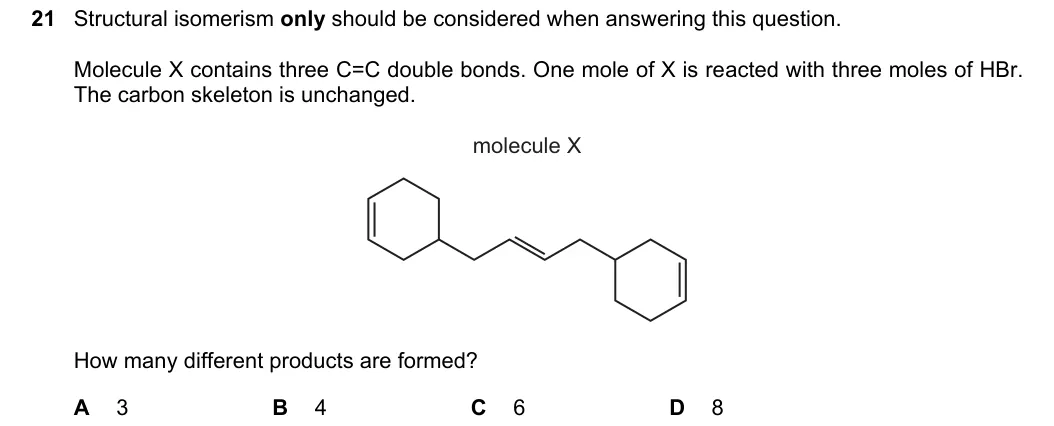 21 Structural isomerism only should be considered when answering this question.
Molecule X contains three C=C double bonds. One mole of X is reacted with three moles of HBr.
The carbon skeleton is unchanged.
molecule X
How many different products are formed?
A 3 B 4 C 6 D 8